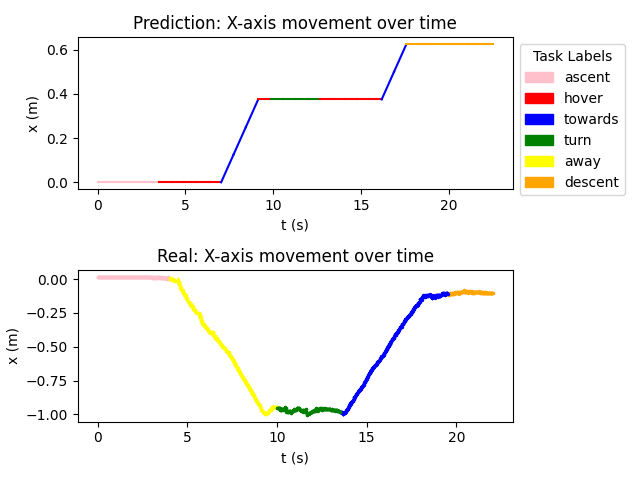 Prediction: X-axis movement over time
0.6
0.4
0.2
0.0
x (m)
0 5 10 15 20
t (s)
Task Labels
ascent
hover
towards
turn
away
descent
Real: X-axis movement over time
0.00
−0.25
−0.50
−0.75
−1.00
x (m)
0 5 10 15 20
t (s)